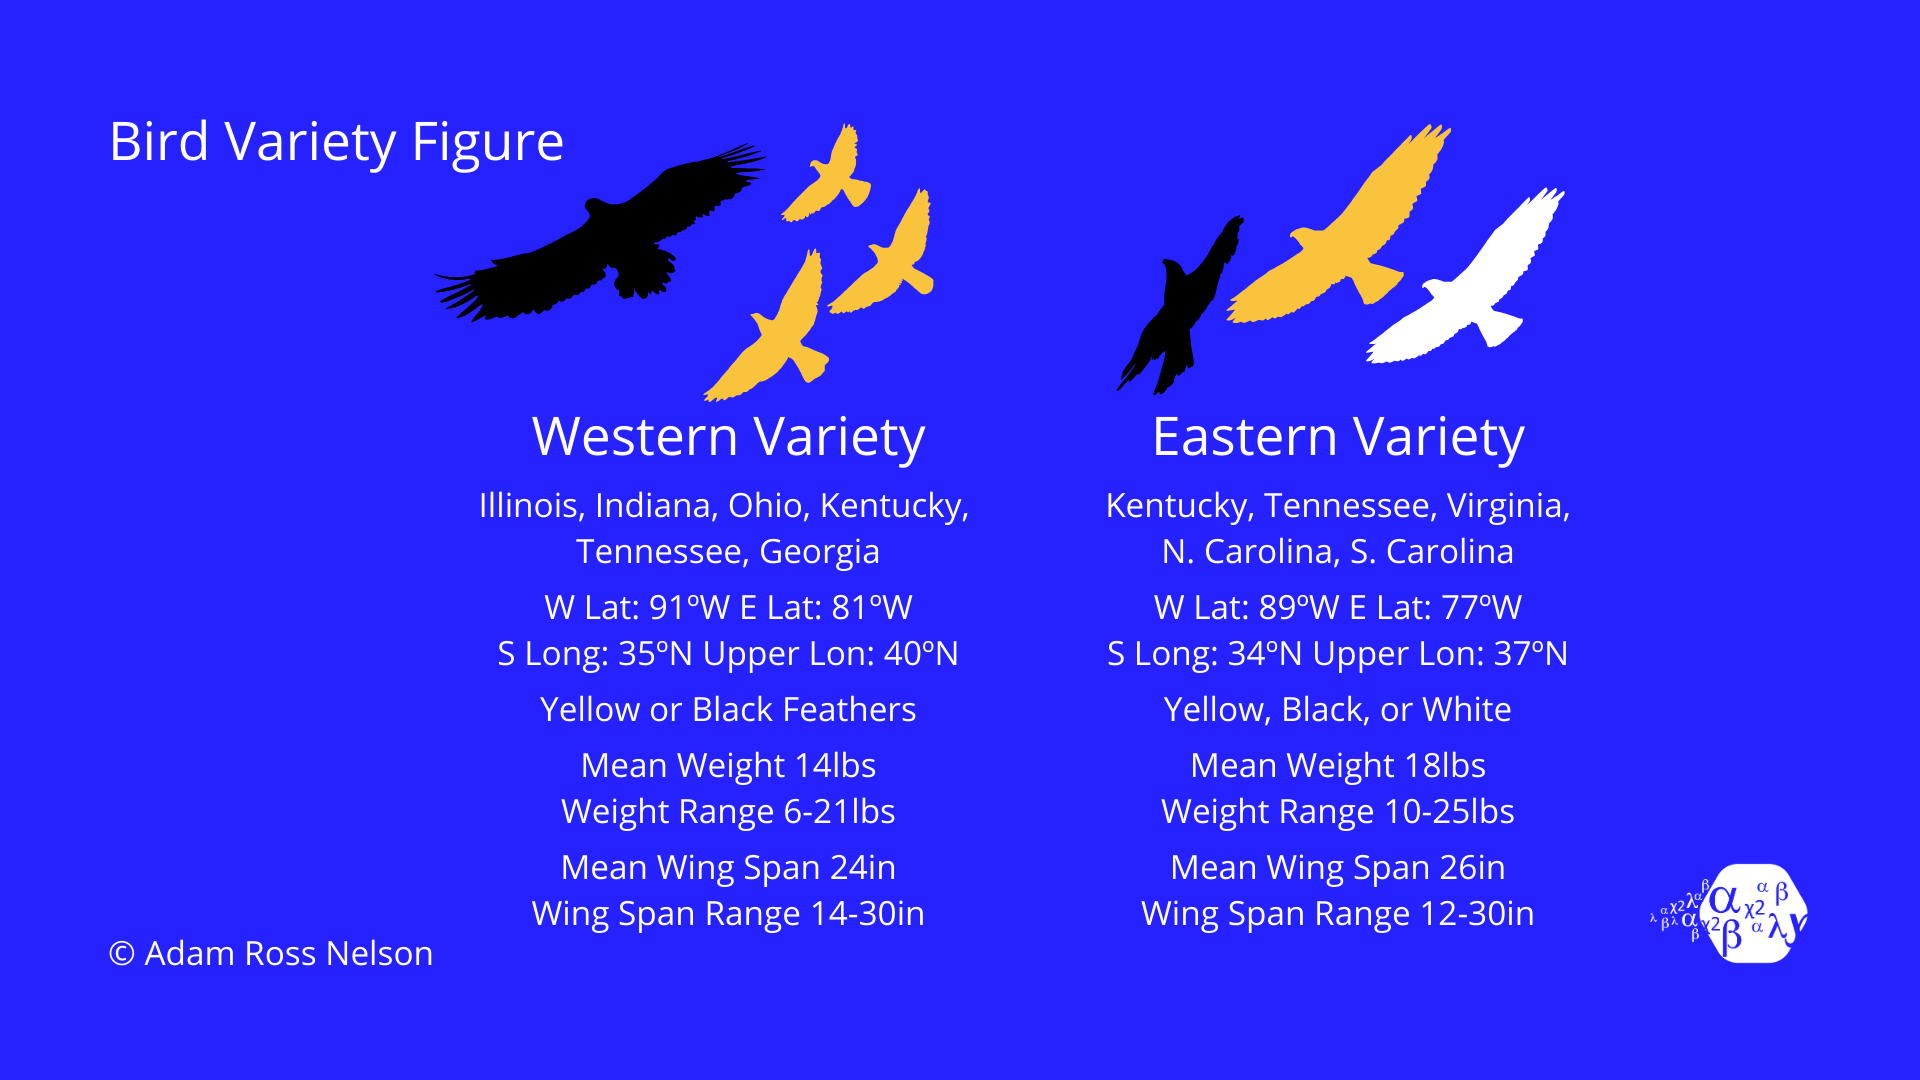 Bird Variety Figure
Western Variety
Illinois, Indiana, Ohio, Kentucky,
Tennessee, Georgia
W Lat: 91ºW E Lat: 81ºW
S Long: 35ºN Upper Lon: 40ºN
Yellow or Black Feathers
Mean Weight 14lbs
Weight Range 6-21lbs
Mean Wing Span 24in
Wing Span Range 14-30in
Eastern Variety
Kentucky, Tennessee, Virginia,
N. Carolina, S. Carolina
W Lat: 89ºW E Lat: 77ºW
S Long: 34ºN Upper Lon: 37ºN
Yellow, Black, or White
Mean Weight 18lbs
Weight Range 10-25lbs
Mean Wing Span 26in
Wing Span Range 12-30in
© Adam Ross Nelson